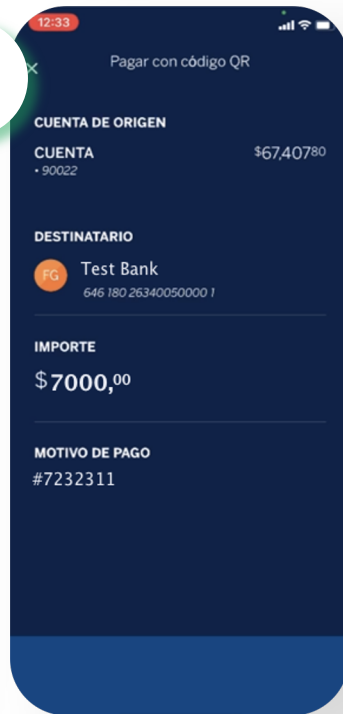 12:33
Pagar con código QR
CUENTA DE ORIGEN
CUENTA $67,40780
• 90022
DESTINATARIO
FG Test Bank
646 180 26340050000 1
IMPORTE
$7000,00
MOTIVO DE PAGO
#7232311